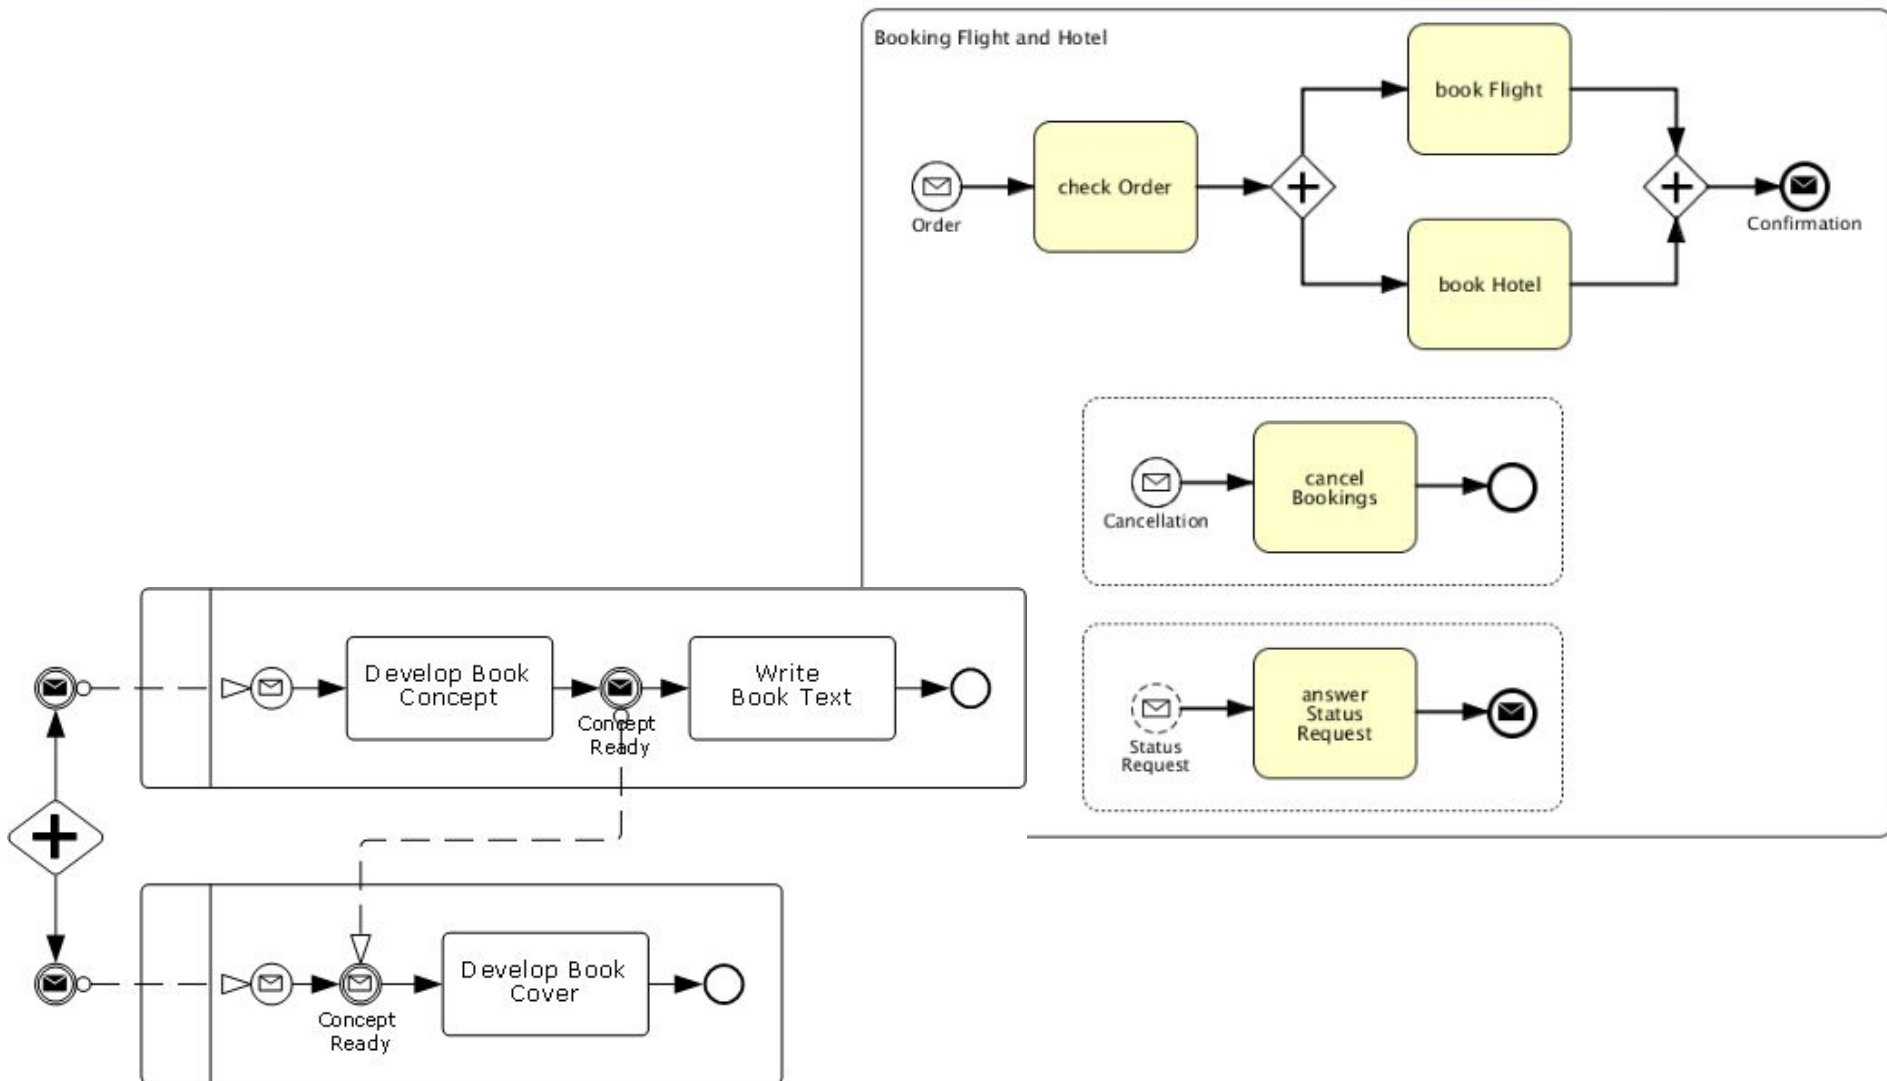 Booking Flight and Hotel
book Flight
check Order
Order
Confirmation
book Hotel
cancel
Bookings
Cancellation
answer
Status
Request
Status
Request
Develop Book
Concept
Concept
Ready
Write
Book Text
Develop Book
Cover
Concept
Ready